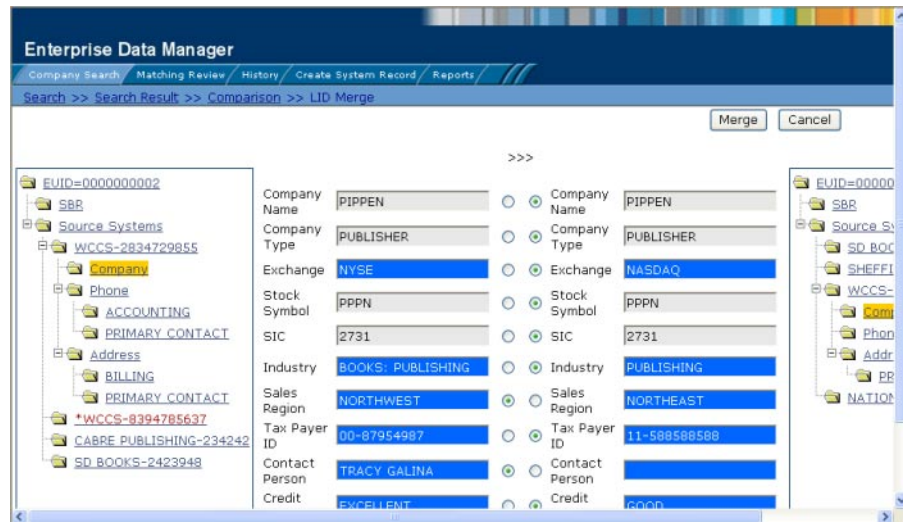 Enterprise Data Manager
Company Search Matching Review History Create System Record Reports
Search >> Search Result >> Comparison >> LID Merge
Merge Cancel
>>>
EUID=0000000002
SBR
Source Systems
WCCS-2834729855
Company
Phone
ACCOUNTING
PRIMARY CONTACT
Address
BILLING
PRIMARY CONTACT
*WCCS-8394785637
CABRE PUBLISHING-234242
SD BOOKS-2423948
Company Name PIPPEN Company Name PIPPEN
Company Type PUBLISHER Company Type PUBLISHER
Exchange NYSE Exchange NASDAQ
Stock Symbol PPPN Stock Symbol PPPN
SIC 2731 SIC 2731
Industry BOOKS: PUBLISHING Industry PUBLISHING
Sales Region NORTHWEST Sales Region NORTHEAST
Tax Payer ID 00-87954987 Tax Payer ID 11-588588588
Contact Person TRACY GALINA Contact Person
Credit EXCELLENT Credit GOOD
EUID=00000
SBR
Source Sy
SD BOO
SHEFFI
WCCS-
Comp
Phon
Addr
PR
NATION